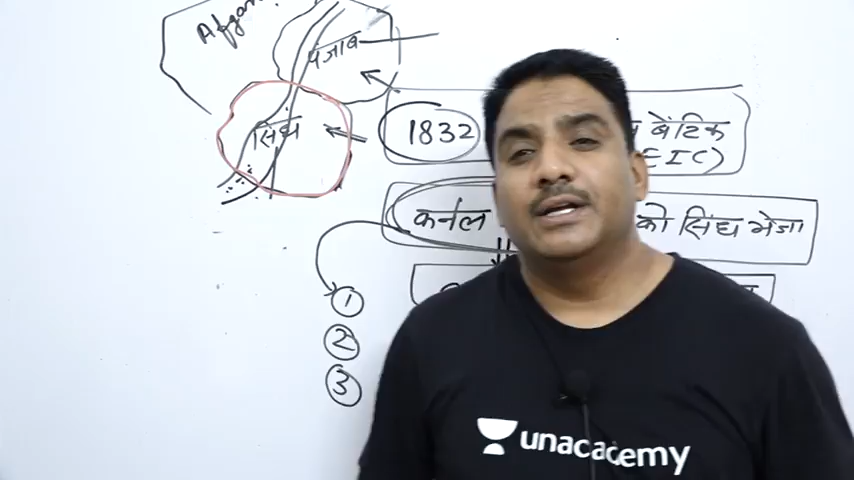 Afgan
पंजाब
सिंध
1832
बेंटिक
EIC)
कर्नल
को सिंध भेजा
1
2
3
unacademy